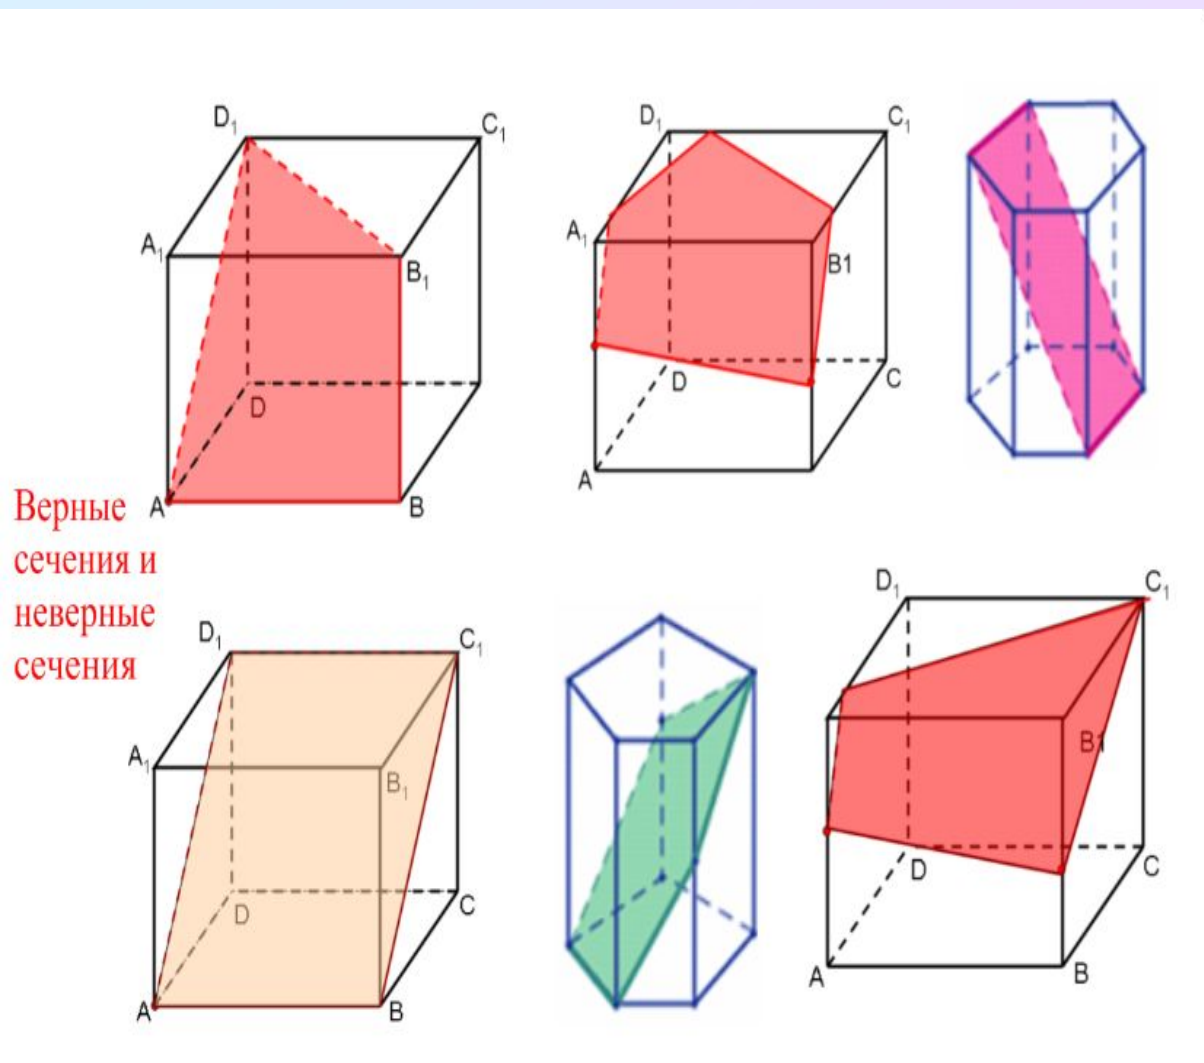 D₁
C₁
A₁
B₁
D
A
B
D₁
C₁
A₁
B1
D
C
A
Верные
сечения и
неверные
сечения
D₁
C₁
A₁
B₁
D
C
A
B
D₁
C₁
B1
D
C
A
B